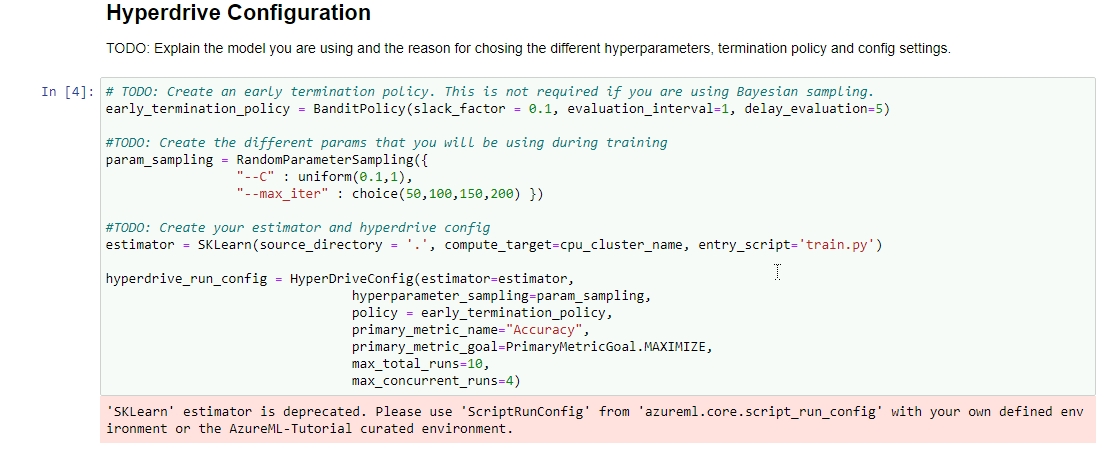 Hyperdrive Configuration
TODO: Explain the model you are using and the reason for chosing the different hyperparameters, termination policy and config settings.
In [4]: # TODO: Create an early termination policy. This is not required if you are using Bayesian sampling.
early_termination_policy = BanditPolicy(slack_factor = 0.1, evaluation_interval=1, delay_evaluation=5)
#TODO: Create the different params that you will be using during training
param_sampling = RandomParameterSampling({
"--C" : uniform(0.1,1),
"--max_iter" : choice(50,100,150,200) })
#TODO: Create your estimator and hyperdrive config
estimator = SKLearn(source_directory = '.', compute_target=cpu_cluster_name, entry_script='train.py')
hyperdrive_run_config = HyperDriveConfig(estimator=estimator,
hyperparameter_sampling=param_sampling,
policy = early_termination_policy,
primary_metric_name="Accuracy",
primary_metric_goal=PrimaryMetricGoal.MAXIMIZE,
max_total_runs=10,
max_concurrent_runs=4)
'SKLearn' estimator is deprecated. Please use 'ScriptRunConfig' from 'azureml.core.script_run_config' with your own defined env
ironment or the AzureML-Tutorial curated environment.